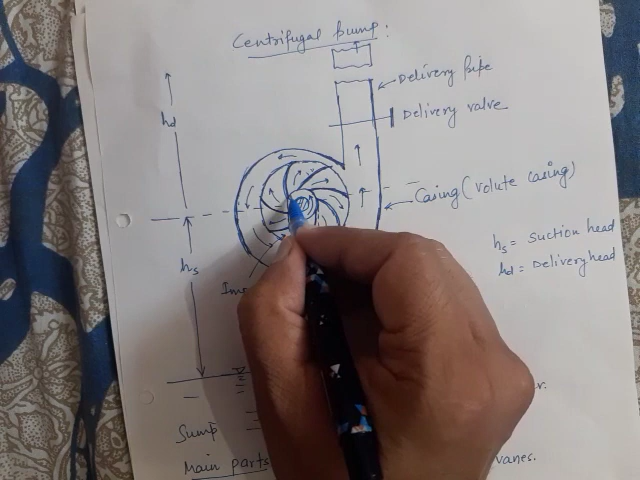 Centrifugal pump:
Delivery pipe
hd
Delivery valve
Casing (volute casing)
hs = Suction head
hd = Delivery head
hs
Sump
Main parts
vanes.